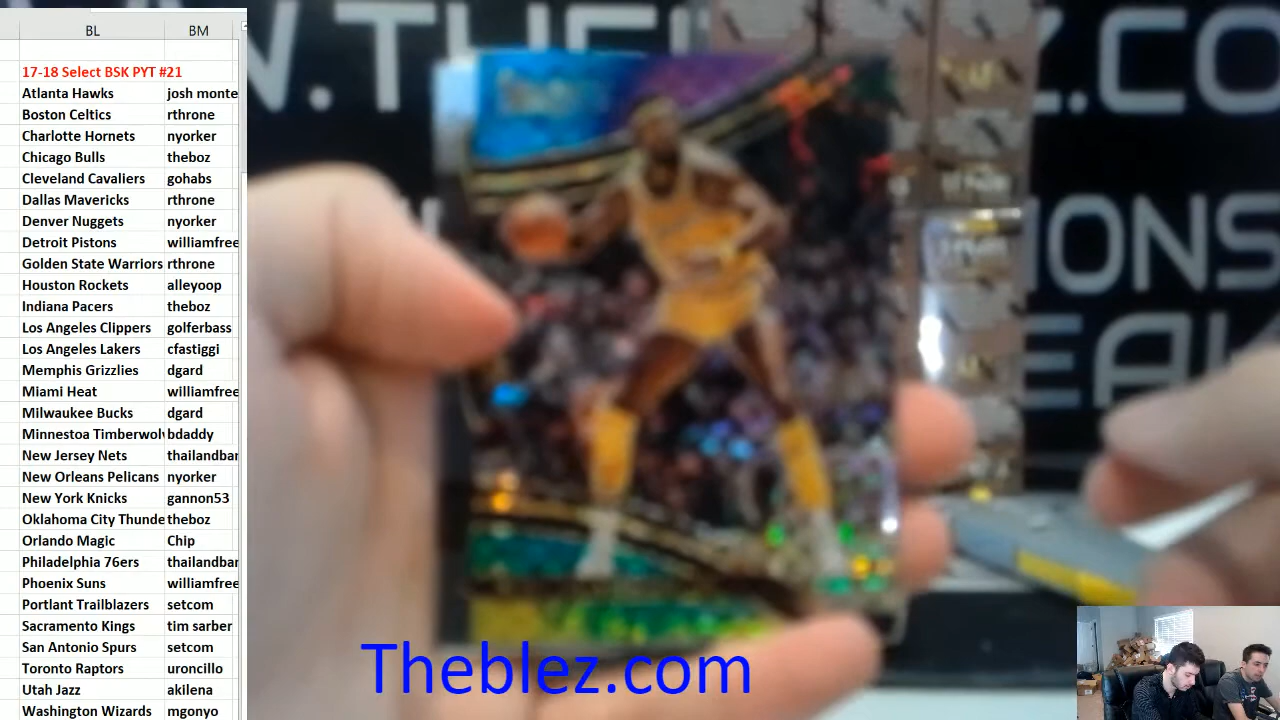 BL BM
17-18 Select BSK PYT #21
Atlanta Hawks josh monte
Boston Celtics rthrone
Charlotte Hornets nyorker
Chicago Bulls theboz
Cleveland Cavaliers gohabs
Dallas Mavericks rthrone
Denver Nuggets nyorker
Detroit Pistons williamfree
Golden State Warriors rthrone
Houston Rockets alleyoop
Indiana Pacers theboz
Los Angeles Clippers golferbass
Los Angeles Lakers cfastiggi
Memphis Grizzlies dgard
Miami Heat williamfree
Milwaukee Bucks dgard
Minnestoa Timberwolv bdaddy
New Jersey Nets thailandbar
New Orleans Pelicans nyorker
New York Knicks gannon53
Oklahoma City Thunde theboz
Orlando Magic Chip
Philadelphia 76ers thailandbar
Phoenix Suns williamfree
Portlant Trailblazers setcom
Sacramento Kings tim sarber
San Antonio Spurs setcom
Toronto Raptors uroncillo
Utah Jazz akilena
Washington Wizards mgonyo
Theblez.com